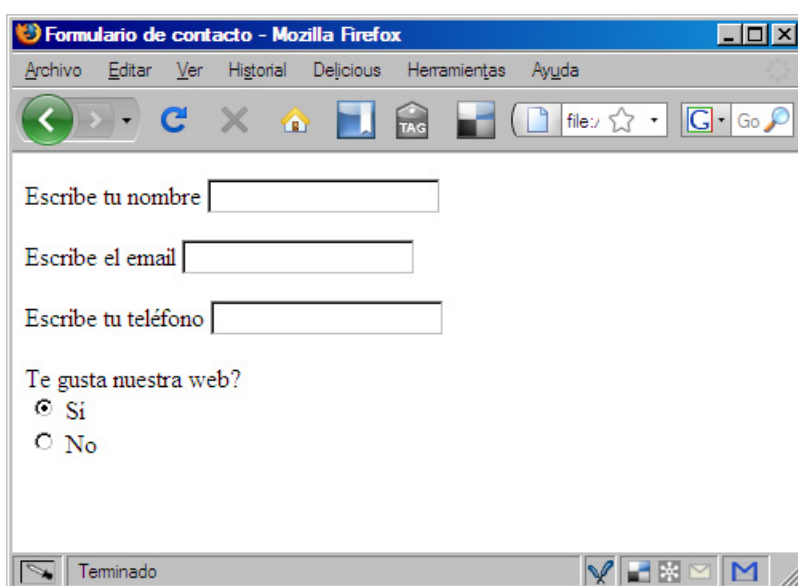 Formulario de contacto - Mozilla Firefox
Archivo Editar Ver Historial Delicious Herramientas Ayuda
TAG file:/ G Go
Escribe tu nombre
Escribe el email
Escribe tu teléfono
Te gusta nuestra web?
Sí
No
Terminado M